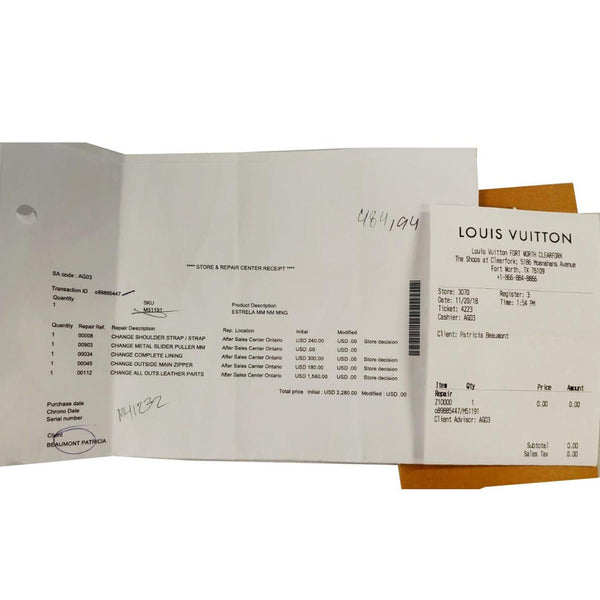 484,94
**** STORE & REPAIR CENTER RECEIPT ****
SA code : AG03
Transaction ID o89885447
Quantity SKU Product Description
1 M51191 ESTRELA MM NM MNG
Quantity Repair Ref. Repair Description Rep. Location Initial Modified
1 00008 CHANGE SHOULDER STRAP / STRAP After Sales Center Ontario USD 240.00 USD .00 Store decision
1 00903 CHANGE METAL SLIDER PULLER MM After Sales Center Ontario USD .00 USD .00
1 00034 CHANGE COMPLETE LINING After Sales Center Ontario USD 300.00 USD .00 Store decision
1 00045 CHANGE OUTSIDE MAIN ZIPPER After Sales Center Ontario USD 180.00 USD .00 Store decision
1 00112 CHANGE ALL OUTS.LEATHER PARTS After Sales Center Ontario USD 1,560.00 USD .00 Store decision
Total price Initial : USD 2,280.00 Modified : USD .00
Purchase date
Chrono Date
Serial number
M41232
BEAUMONT PATRICIA
LOUIS VUITTON
Louis Vuitton FORT WORTH CLEARFORK
The Shops at Clearfork; 5186 Monahans Avenue
Fort Worth, TX 76109
+1-866-884-8866
Store: 3070 Register: 3
Date: 11/20/18 Time: 1:54 PM
Ticket: 4223
Cashier: AG03
Client: Patricia Beaumont
Item Qty Price Amount
Repair
Z10000 1 0.00 0.00
o89885447/M51191
Client Advisor: AG03
Subtotal 0.00
Sales Tax 0.00